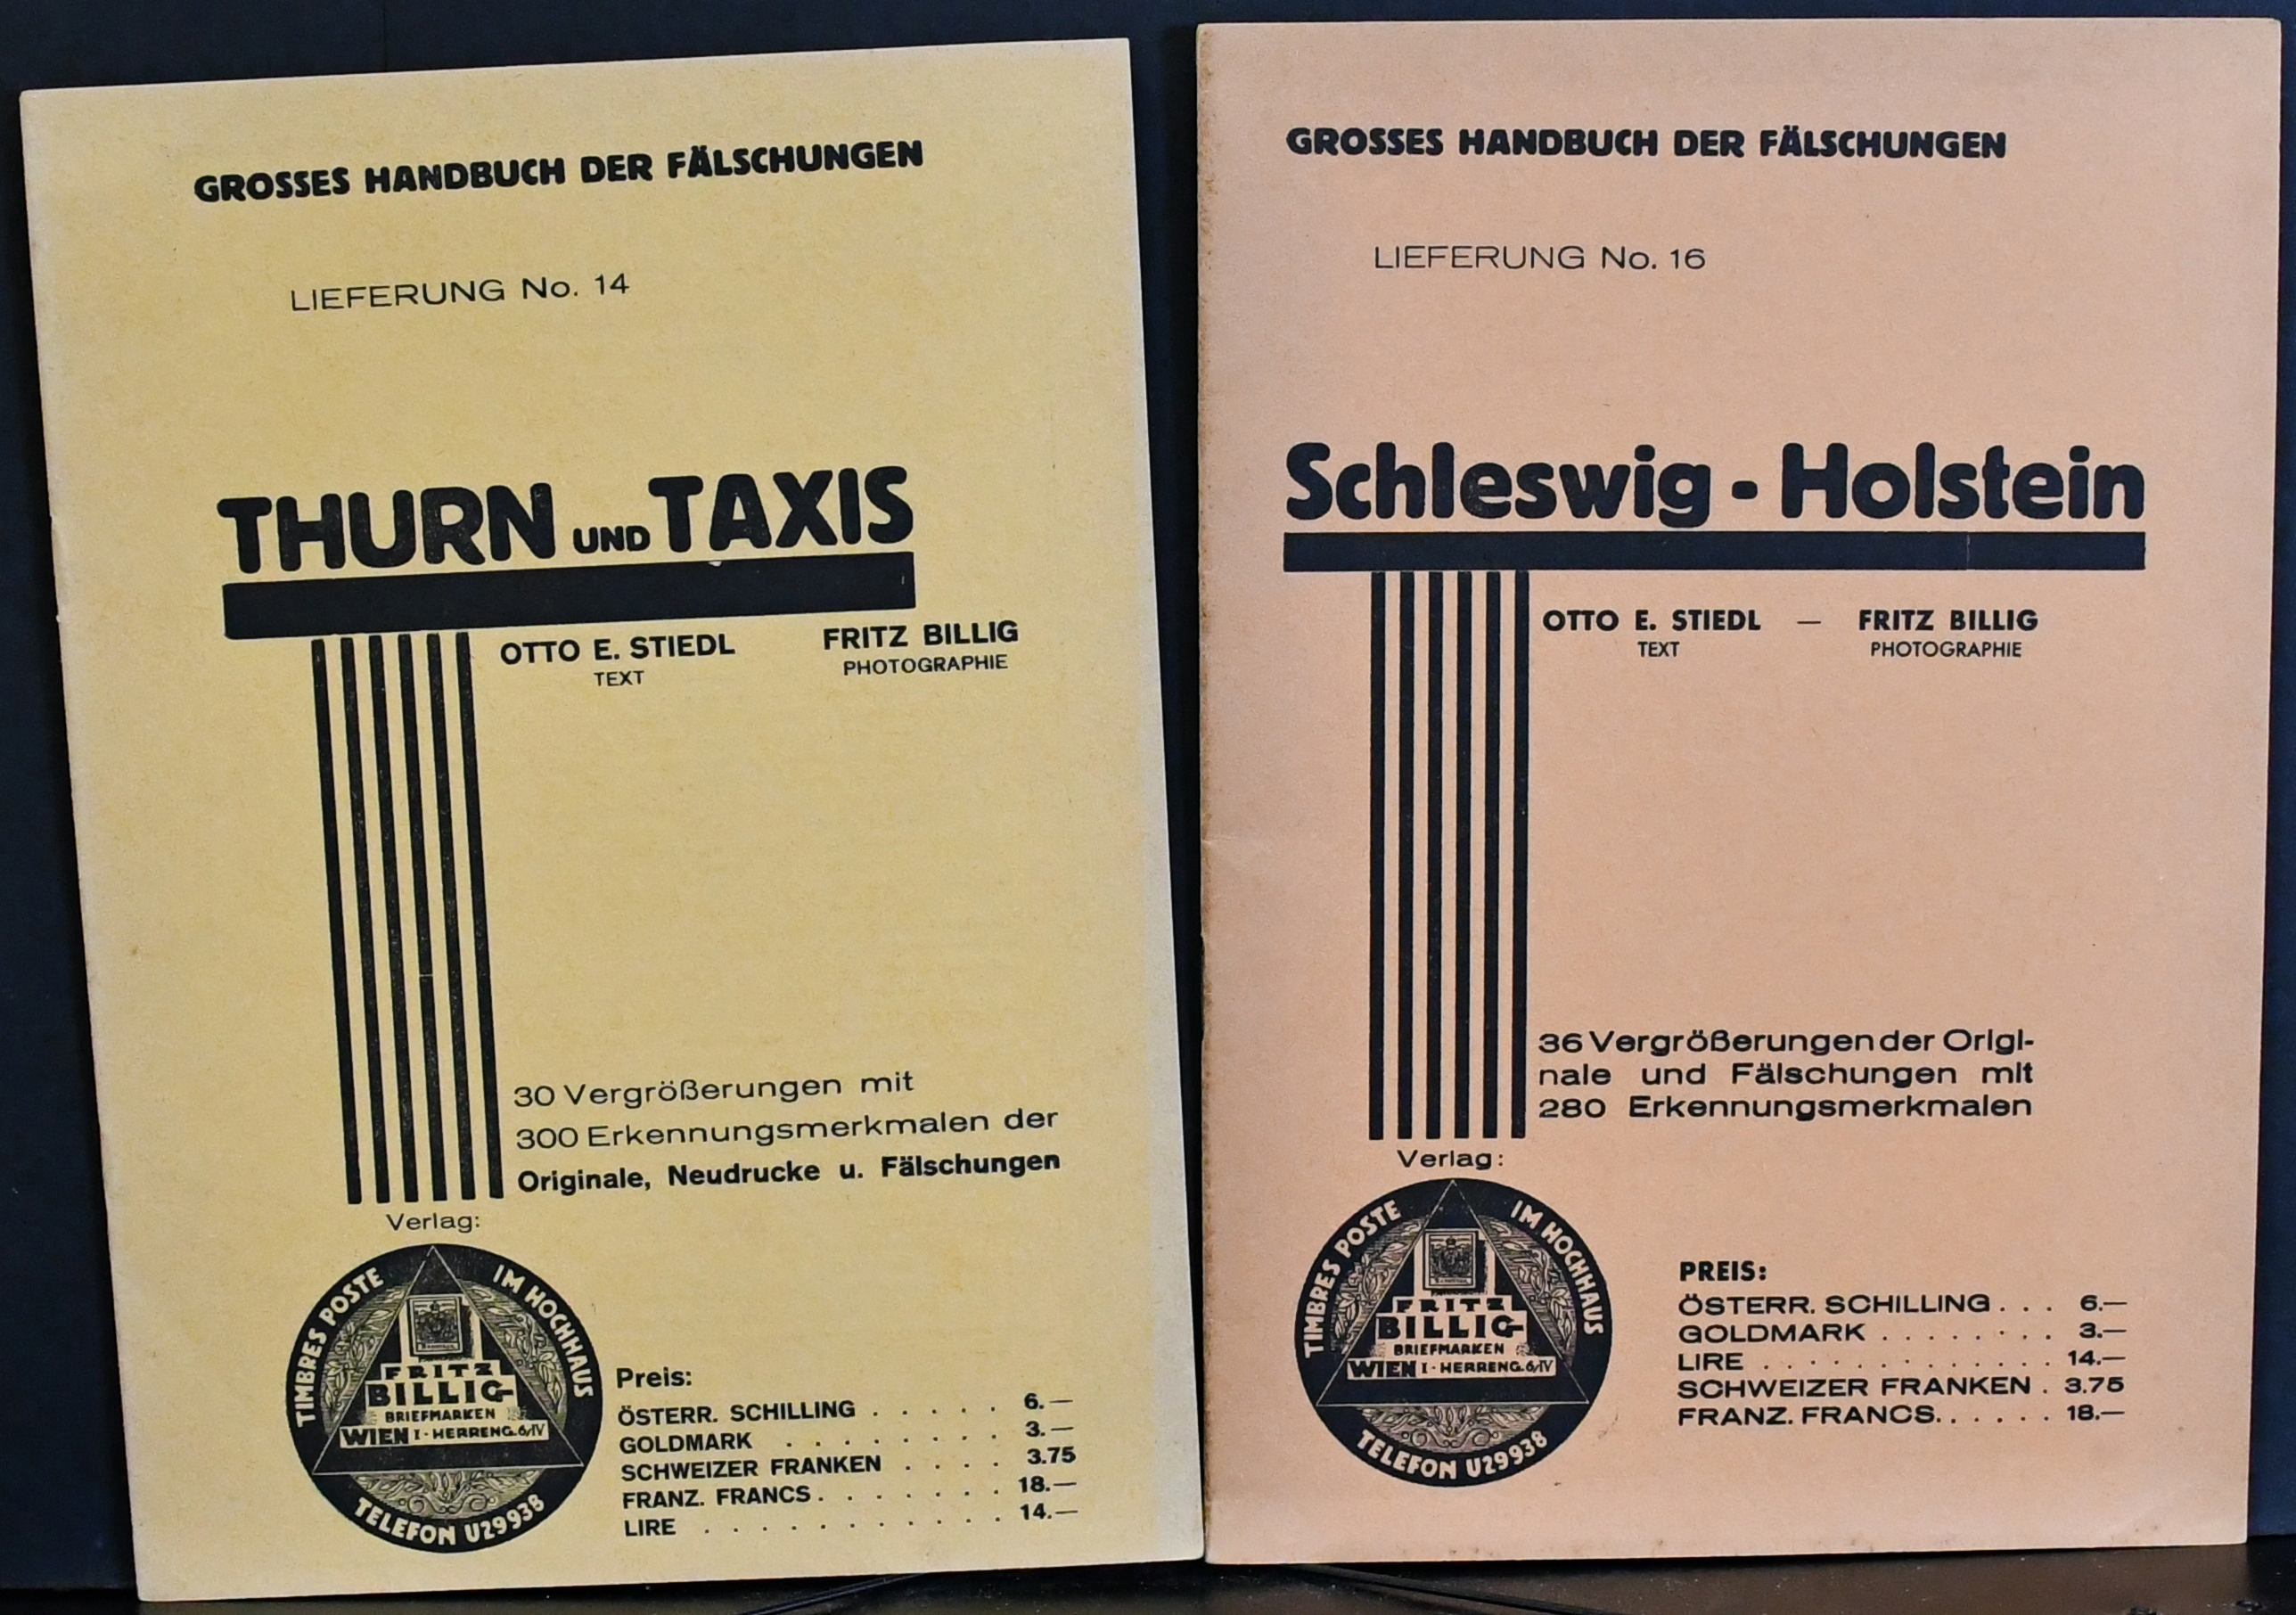 GROSSES HANDBUCH DER FÄLSCHUNGEN
LIEFERUNG No. 14
THURN UND TAXIS
OTTO E. STIEDL FRITZ BILLIG
TEXT PHOTOGRAPHIE
30 Vergrößerungen mit
300 Erkennungsmerkmalen der
Originale, Neudrucke u. Fälschungen
Verlag:
TIMBRES POSTE IM HOCHHAUS
FRITZ
BILLIG
BRIEFMARKEN
WIEN I - HERRENG. 6/IV
TELEFON U29938
Preis:
ÖSTERR. SCHILLING . . . . . 6.—
GOLDMARK . . . . . . . . 3.—
SCHWEIZER FRANKEN . . . . 3.75
FRANZ. FRANCS . . . . . . . 18.—
LIRE . . . . . . . . . . . 14.—
GROSSES HANDBUCH DER FÄLSCHUNGEN
LIEFERUNG No. 16
Schleswig - Holstein
OTTO E. STIEDL — FRITZ BILLIG
TEXT PHOTOGRAPHIE
36 Vergrößerungen der Origi-
nale und Fälschungen mit
280 Erkennungsmerkmalen
Verlag:
TIMBRES POSTE IM HOCHHAUS
FRITZ
BILLIG
BRIEFMARKEN
WIEN I - HERRENG. 6/IV
TELEFON U29938
PREIS:
ÖSTERR. SCHILLING . . . 6.—
GOLDMARK . . . . . . . . 3.—
LIRE . . . . . . . . . . . . . 14.—
SCHWEIZER FRANKEN . 3.75
FRANZ. FRANCS. . . . . . 18.—